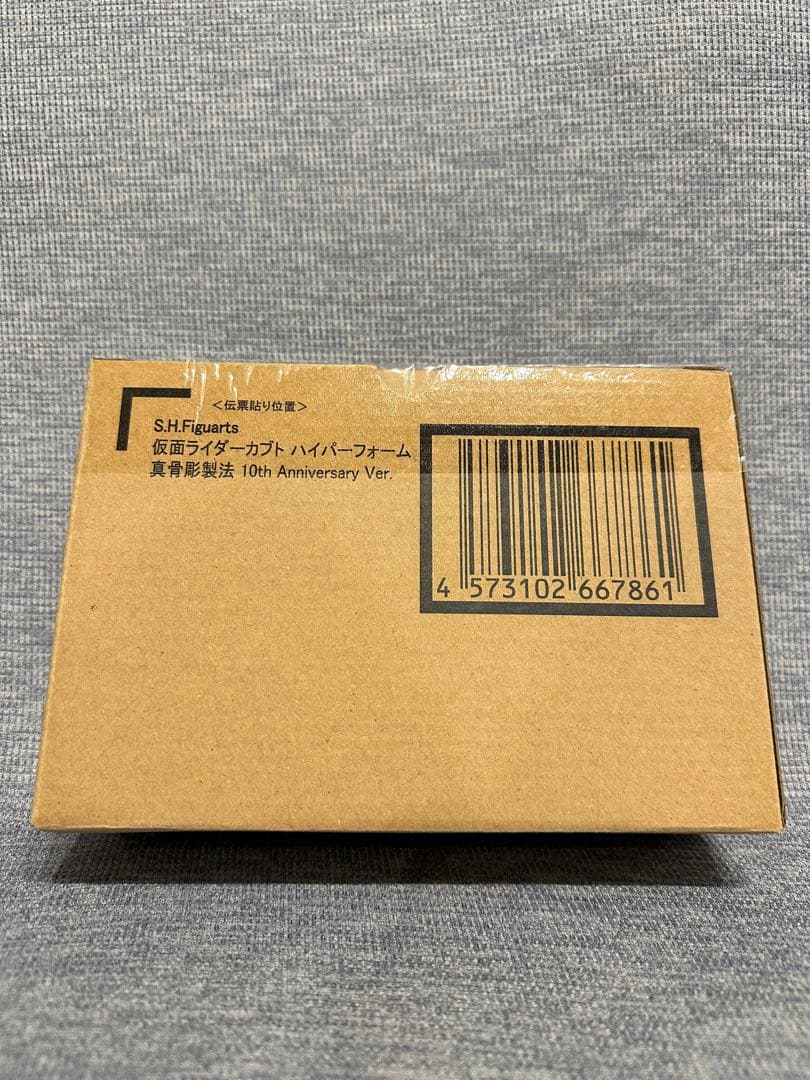 ＜伝票貼り位置＞
S.H.Figuarts
仮面ライダーカブト ハイパーフォーム
真骨彫製法 10th Anniversary Ver.
4 573102 667861